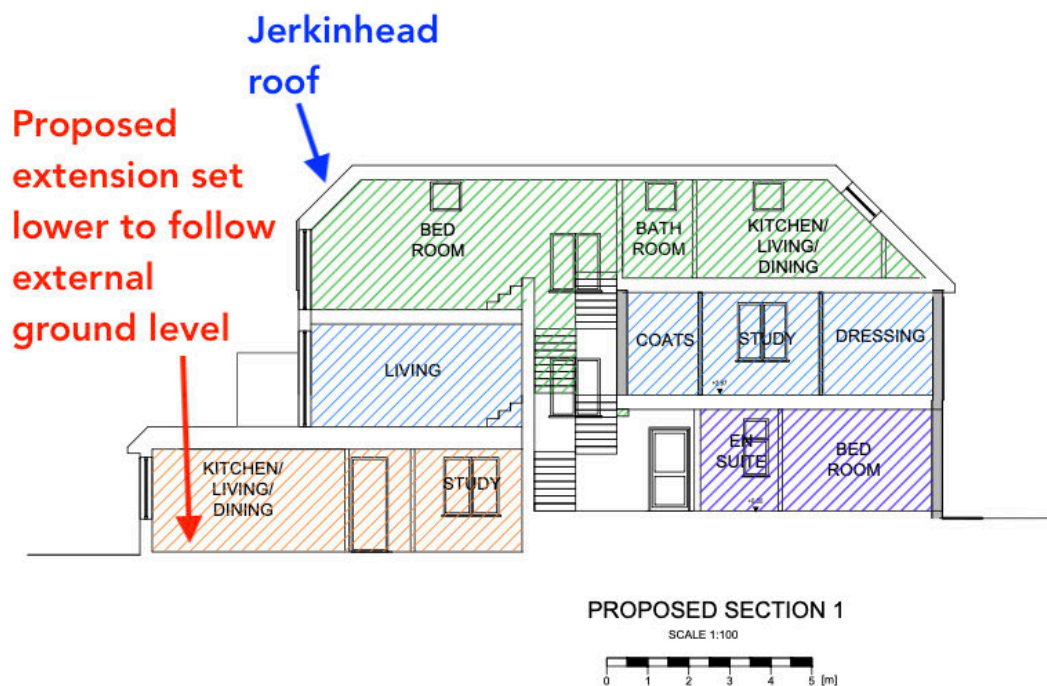 Jerkinhead
roof
Proposed
extension set
lower to follow
external
ground level
BED
ROOM
BATH
ROOM
KITCHEN/
LIVING/
DINING
COATS
STUDY
DRESSING
LIVING
EN
SUITE
BED
ROOM
KITCHEN/
LIVING/
DINING
STUDY
PROPOSED SECTION 1
SCALE 1:100
0 1 2 3 4 5 [m]